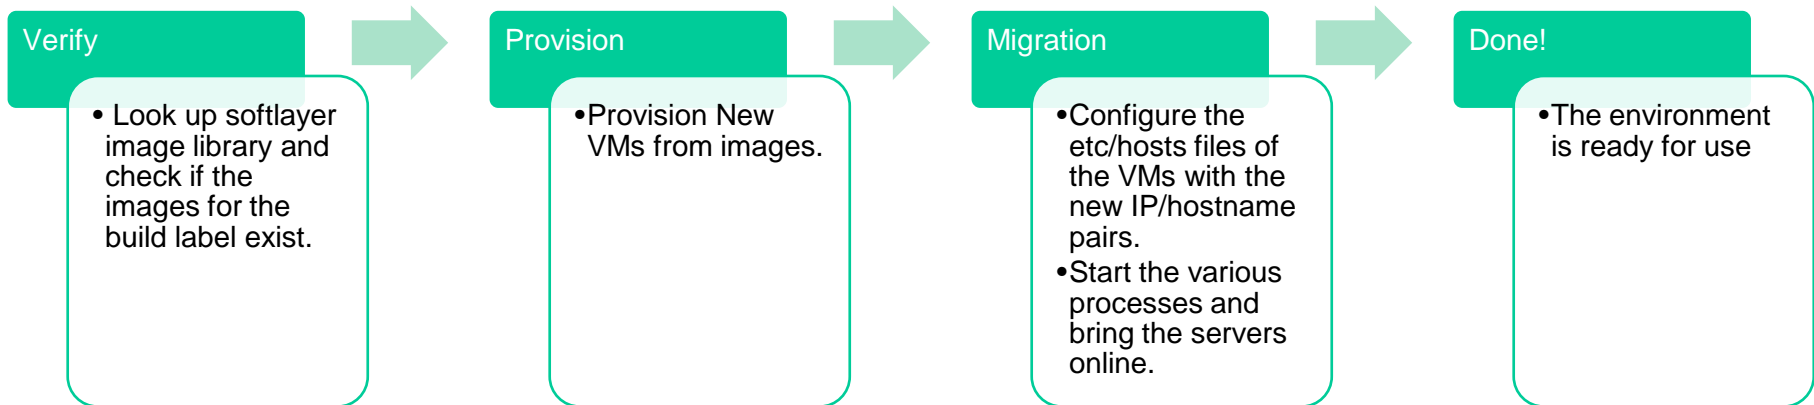 Verify
• Look up softlayer
image library and
check if the
images for the
build label exist.
Provision
•Provision New
VMs from images.
Migration
•Configure the
etc/hosts files of
the VMs with the
new IP/hostname
pairs.
•Start the various
processes and
bring the servers
online.
Done!
•The environment
is ready for use